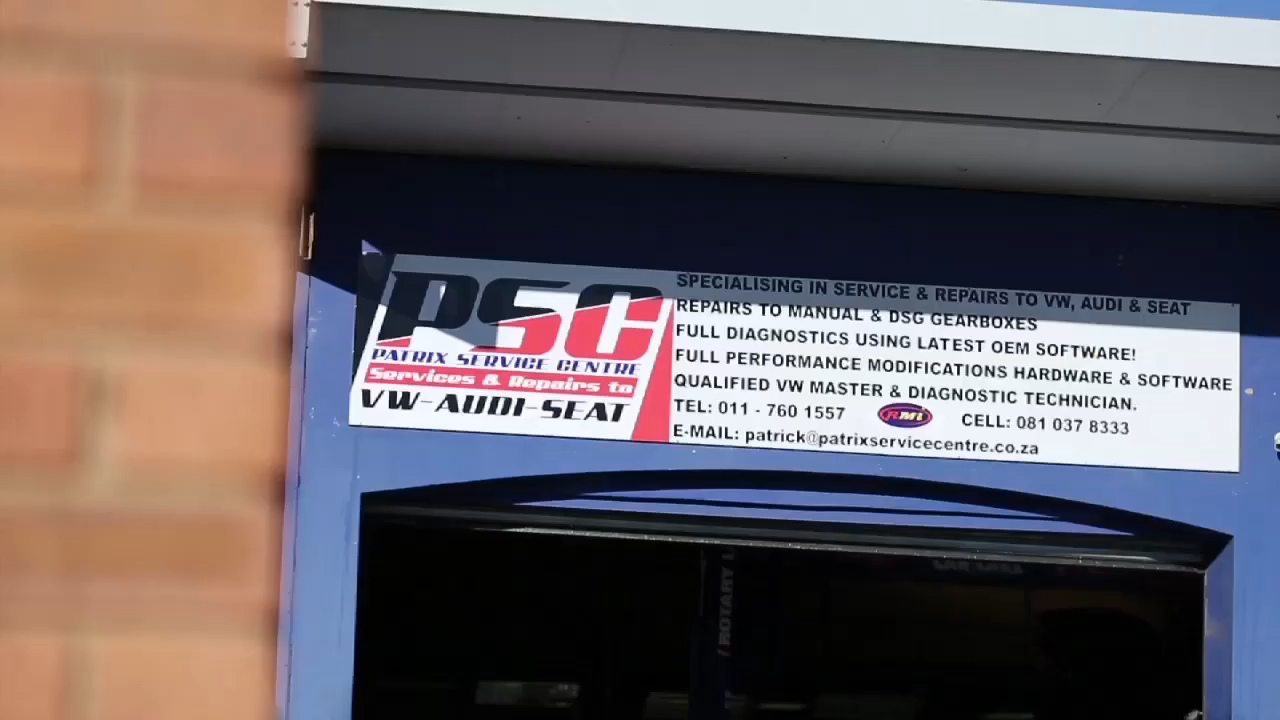 PSC
PATRIX SERVICE CENTRE
Services & Repairs to
VW-AUDI-SEAT
SPECIALISING IN SERVICE & REPAIRS TO VW, AUDI & SEAT
REPAIRS TO MANUAL & DSG GEARBOXES
FULL DIAGNOSTICS USING LATEST OEM SOFTWARE!
FULL PERFORMANCE MODIFICATIONS HARDWARE & SOFTWARE
QUALIFIED VW MASTER & DIAGNOSTIC TECHNICIAN.
TEL: 011 - 760 1557 RMI CELL: 081 037 8333
E-MAIL: patrick@patrixservicecentre.co.za
ROTARY